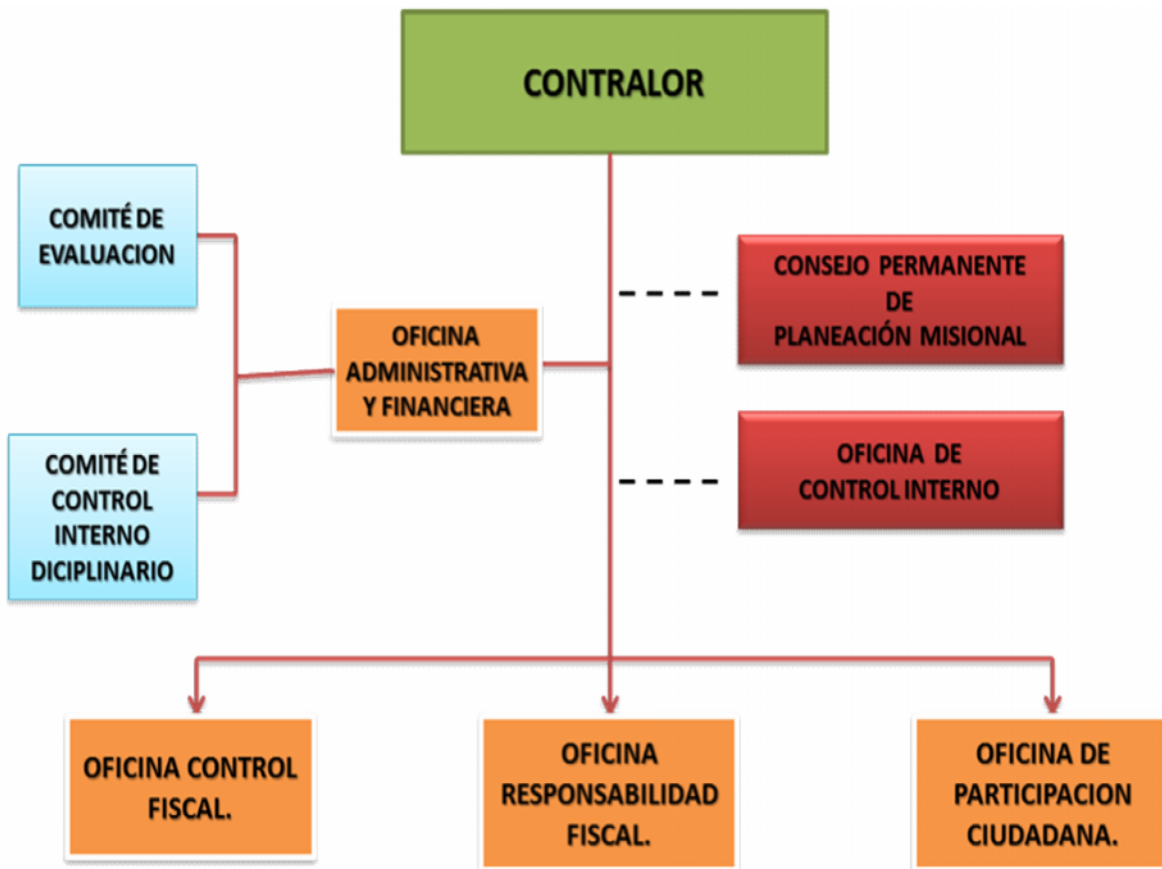 CONTRALOR
COMITÉ DE
EVALUACION
CONSEJO PERMANENTE
DE
PLANEACIÓN MISIONAL
OFICINA
ADMINISTRATIVA
Y FINANCIERA
COMITÉ DE
CONTROL
INTERNO
DICIPLINARIO
OFICINA DE
CONTROL INTERNO
OFICINA CONTROL
FISCAL.
OFICINA
RESPONSABILIDAD
FISCAL.
OFICINA DE
PARTICIPACION
CIUDADANA.